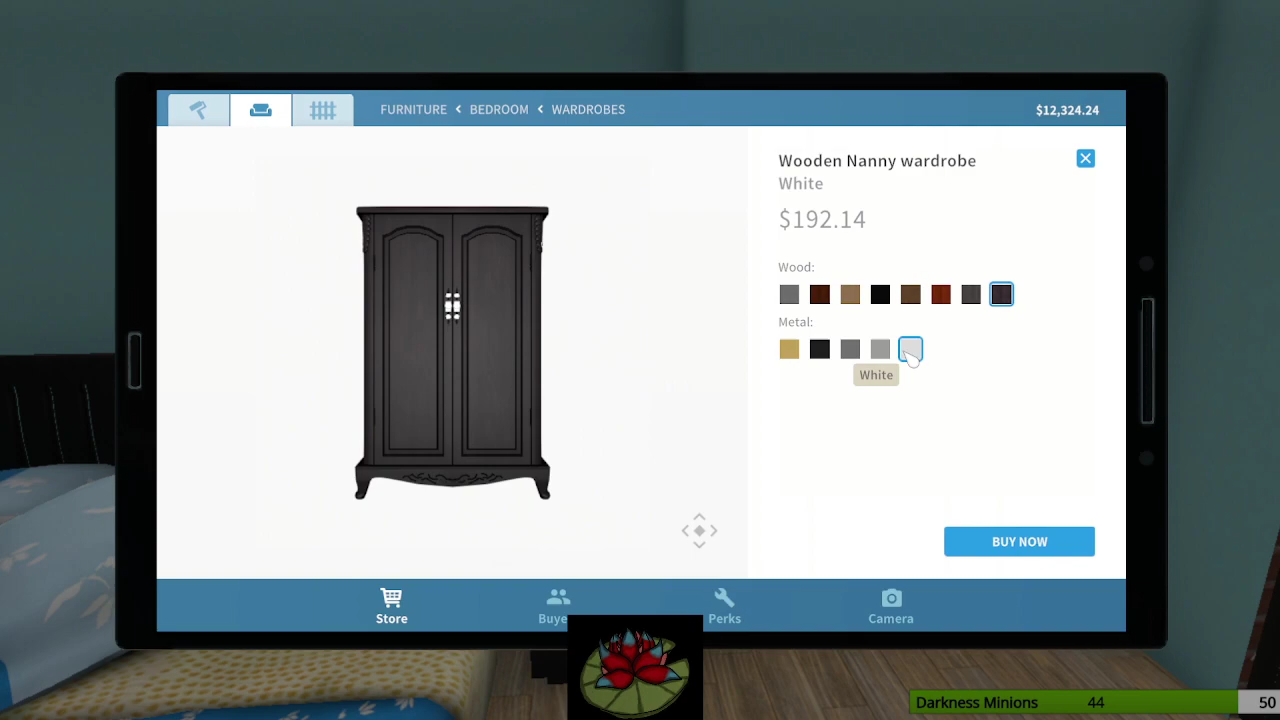 FURNITURE < BEDROOM < WARDROBES
$12,324.24
Wooden Nanny wardrobe
White
$192.14
Wood:
Metal:
White
BUY NOW
Store
Buye
Perks
Camera
Darkness Minions 44 50